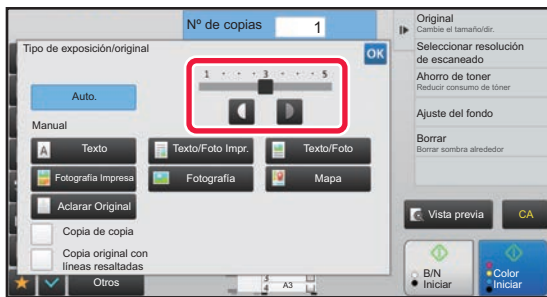 Nº de copias 1
Tipo de exposición/original
OK
1 · · · 3 · · · 5
Auto.
Manual
A Texto
Texto/Foto Impr.
Texto/Foto
Fotografía Impresa
Fotografía
Mapa
Aclarar Original
Copia de copia
Copia original con
líneas resaltadas
Otros
3
4 A3
Original
Cambie el tamaño/dir.
Seleccionar resolución
de escaneado
Ahorro de toner
Reducir consumo de tóner
Ajuste del fondo
Borrar
Borrar sombra alrededor
Vista previa
CA
B/N
Iniciar
Color
Iniciar